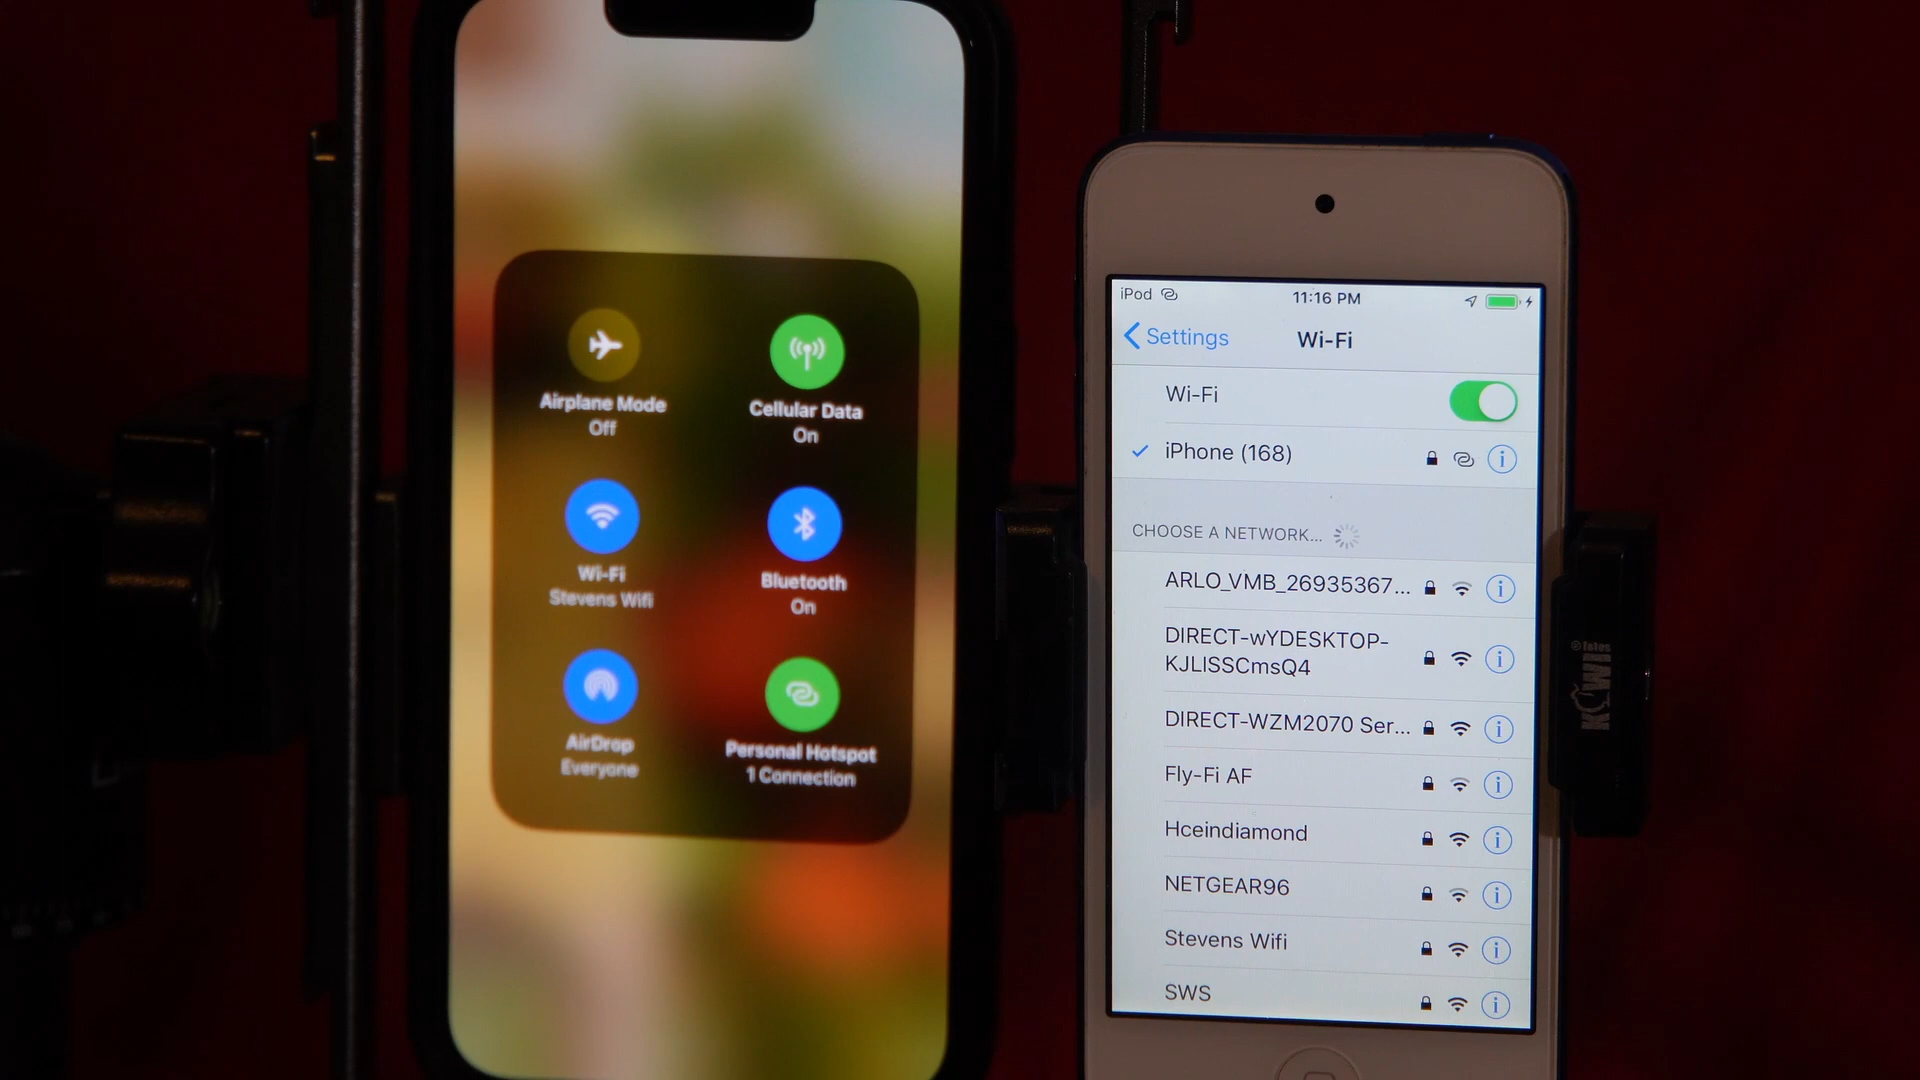 Airplane Mode
Off
Cellular Data
On
Wi-Fi
Stevens Wifi
Bluetooth
On
AirDrop
Everyone
Personal Hotspot
1 Connection
iPod
11:16 PM
Settings
Wi-Fi
Wi-Fi
iPhone (168)
CHOOSE A NETWORK...
ARLO_VMB_26935367...
DIRECT-wYDESKTOP-
KJLISSCmsQ4
DIRECT-WZM2070 Ser...
Fly-Fi AF
Hceindiamond
NETGEAR96
Stevens Wifi
SWS
fotos
KIWI